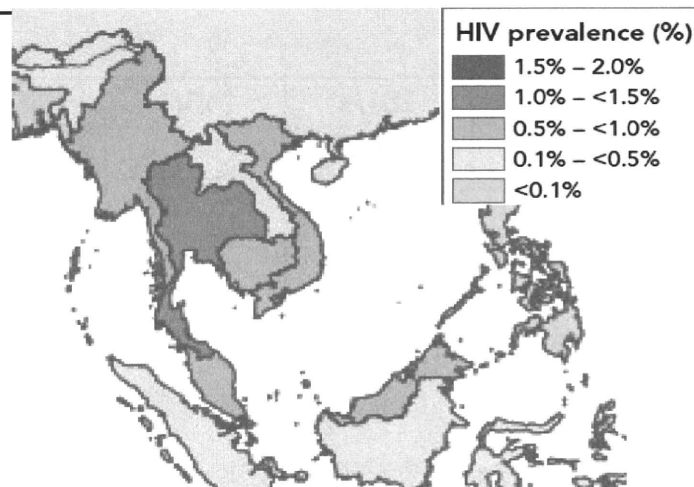 HIV prevalence (%)
1.5% – 2.0%
1.0% – <1.5%
0.5% – <1.0%
0.1% – <0.5%
<0.1%